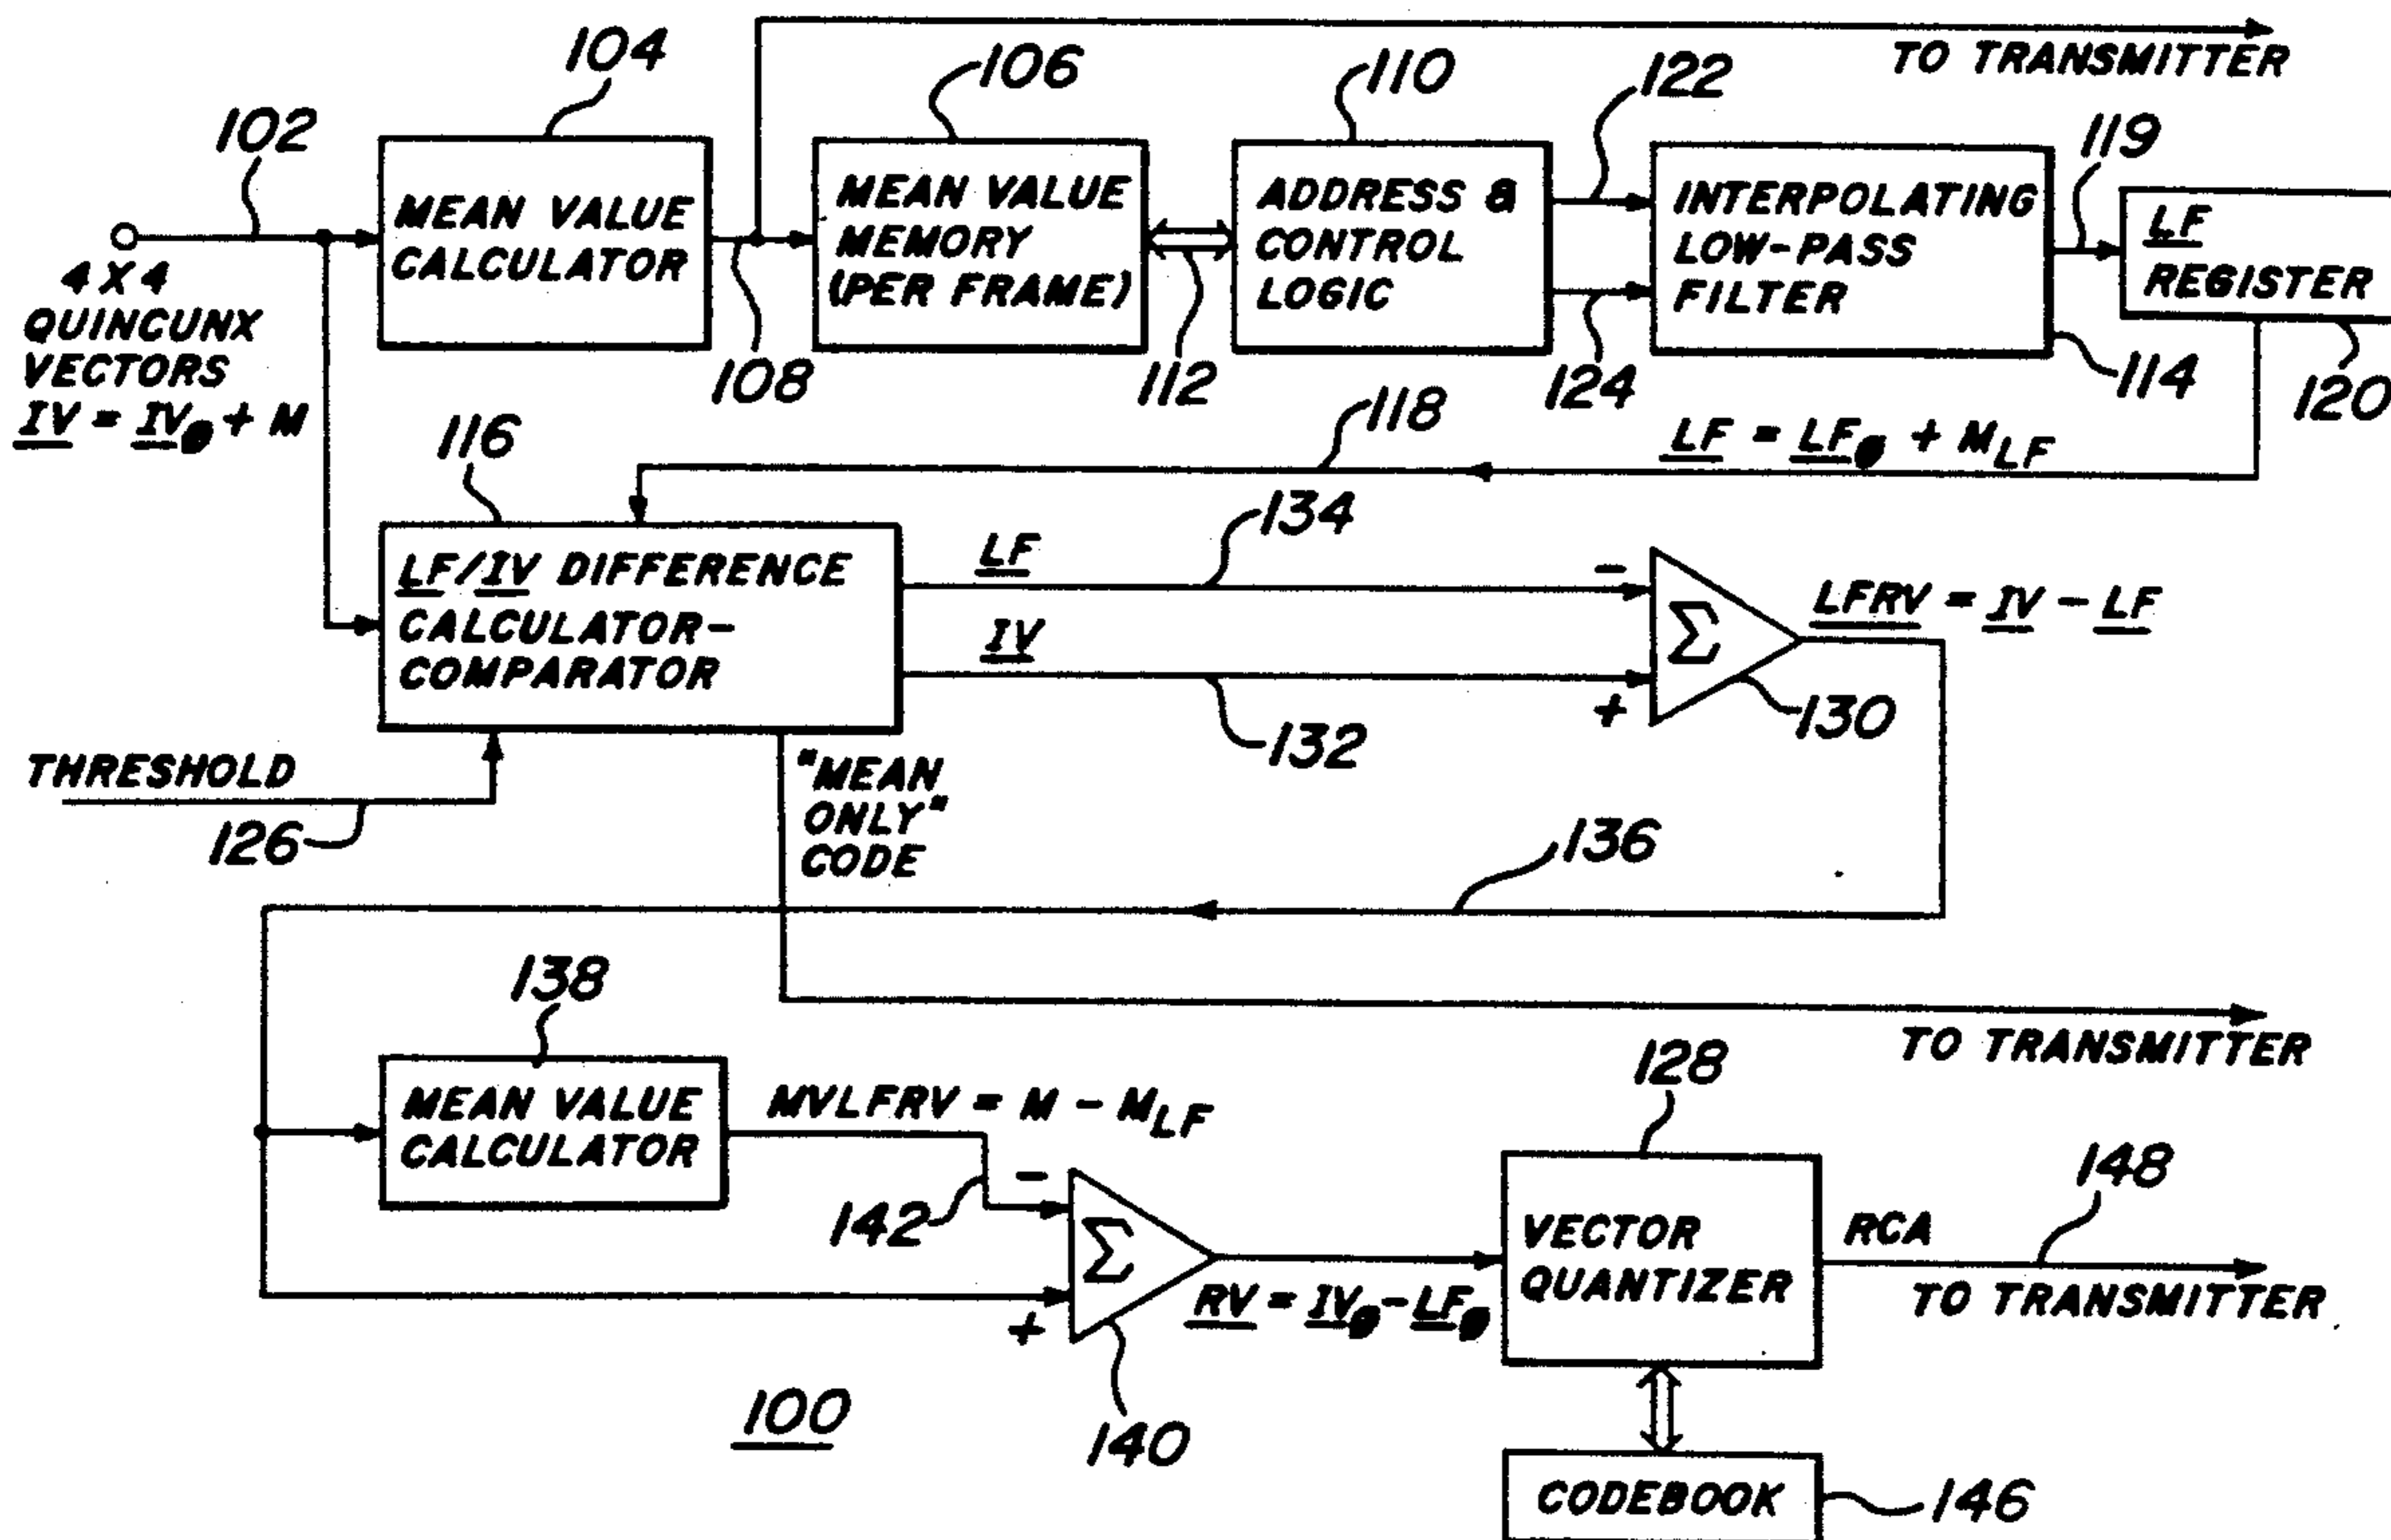 104
106
110
122
TO TRANSMITTER
102
119
MEAN VALUE
CALCULATOR
MEAN VALUE
MEMORY
(PER FRAME)
ADDRESS &
CONTROL
LOGIC
INTERPOLATING
LOW-PASS
FILTER
LF
REGISTER
4 X 4
QUINCUNX
VECTORS
IV = IV0 + M
108
112
124
114
120
116
118
LF = LF0 + MLF
134
LF/IV DIFFERENCE
CALCULATOR-
COMPARATOR
LF
IV
-
Σ
+
LFRV = IV - LF
130
132
THRESHOLD
126
"MEAN
ONLY"
CODE
136
138
TO TRANSMITTER
MEAN VALUE
CALCULATOR
MVLFRV = M - MLF
142
-
Σ
+
140
128
148
RV = IV0 - LF0
VECTOR
QUANTIZER
RCA
TO TRANSMITTER
100
CODEBOOK
146